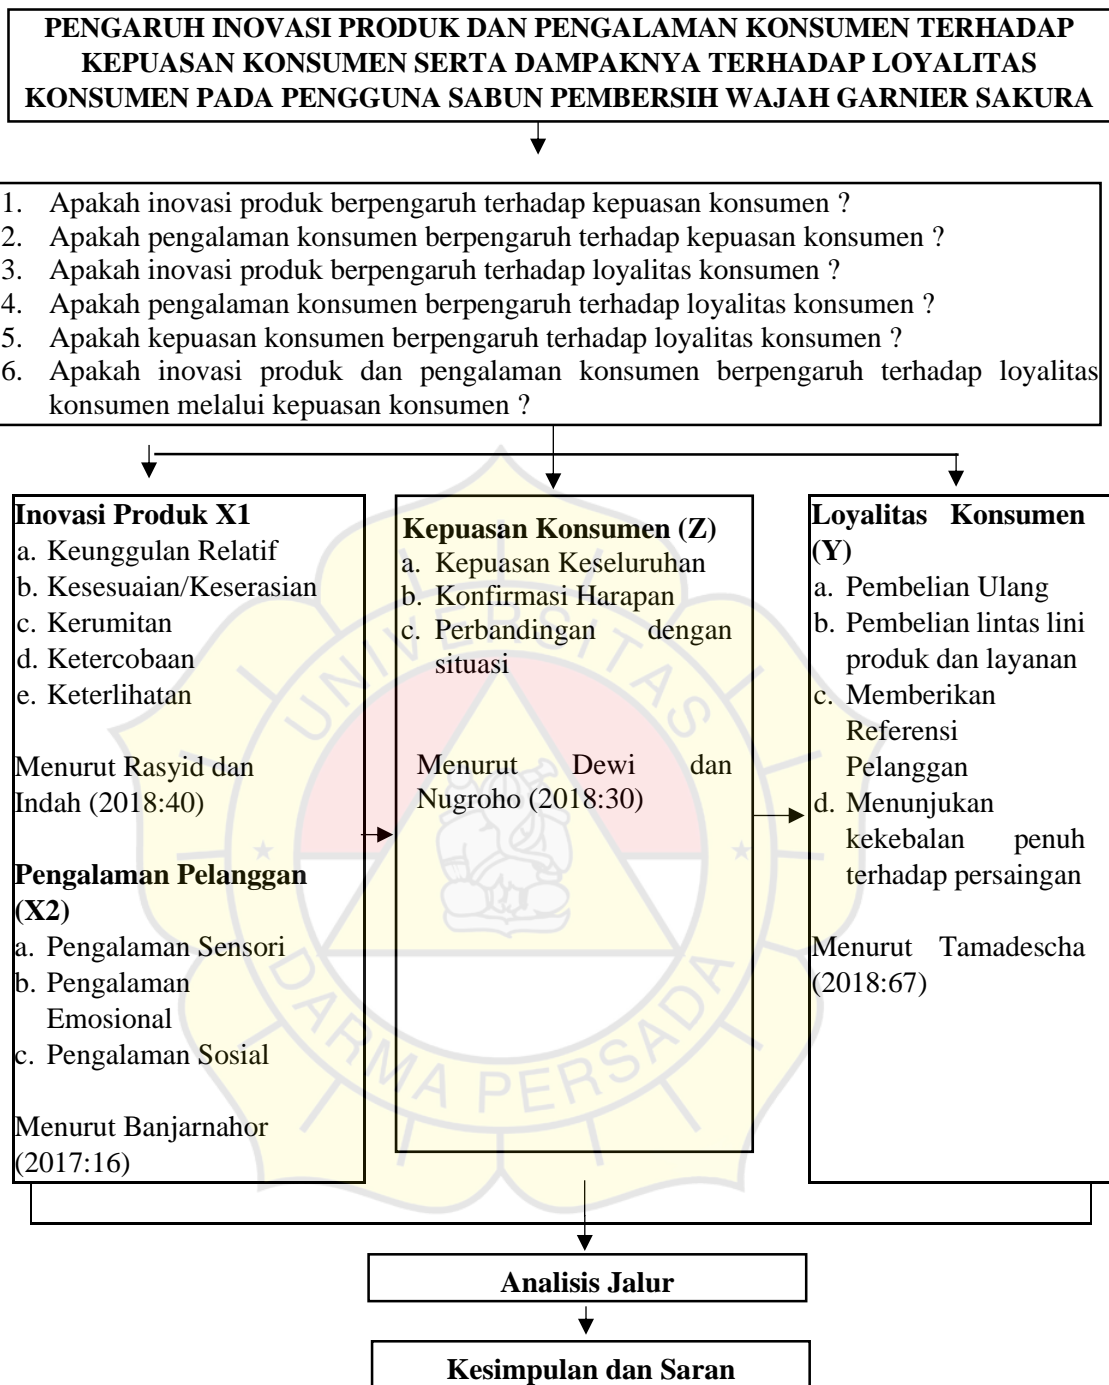 PENGARUH INOVASI PRODUK DAN PENGALAMAN KONSUMEN TERHADAP
KEPUASAN KONSUMEN SERTA DAMPAKNYA TERHADAP LOYALITAS
KONSUMEN PADA PENGGUNA SABUN PEMBERSIH WAJAH GARNIER SAKURA
1. Apakah inovasi produk berpengaruh terhadap kepuasan konsumen ?
2. Apakah pengalaman konsumen berpengaruh terhadap kepuasan konsumen ?
3. Apakah inovasi produk berpengaruh terhadap loyalitas konsumen ?
4. Apakah pengalaman konsumen berpengaruh terhadap loyalitas konsumen ?
5. Apakah kepuasan konsumen berpengaruh terhadap loyalitas konsumen ?
6. Apakah inovasi produk dan pengalaman konsumen berpengaruh terhadap loyalitas
konsumen melalui kepuasan konsumen ?
Inovasi Produk X1
a. Keunggulan Relatif
b. Kesesuaian/Keserasian
c. Kerumitan
d. Ketercobaan
e. Keterlihatan
Menurut Rasyid dan
Indah (2018:40)
Pengalaman Pelanggan
(X2)
a. Pengalaman Sensori
b. Pengalaman
Emosional
c. Pengalaman Sosial
Menurut Banjarnahor
(2017:16)
Kepuasan Konsumen (Z)
a. Kepuasan Keseluruhan
b. Konfirmasi Harapan
c. Perbandingan dengan
situasi
Menurut Dewi dan
Nugroho (2018:30)
Loyalitas Konsumen
(Y)
a. Pembelian Ulang
b. Pembelian lintas lini
produk dan layanan
c. Memberikan
Referensi
Pelanggan
d. Menunjukan
kekebalan penuh
terhadap persaingan
Menurut Tamadescha
(2018:67)
UNIVERSITAS
DARMA PERSADA
Analisis Jalur
Kesimpulan dan Saran